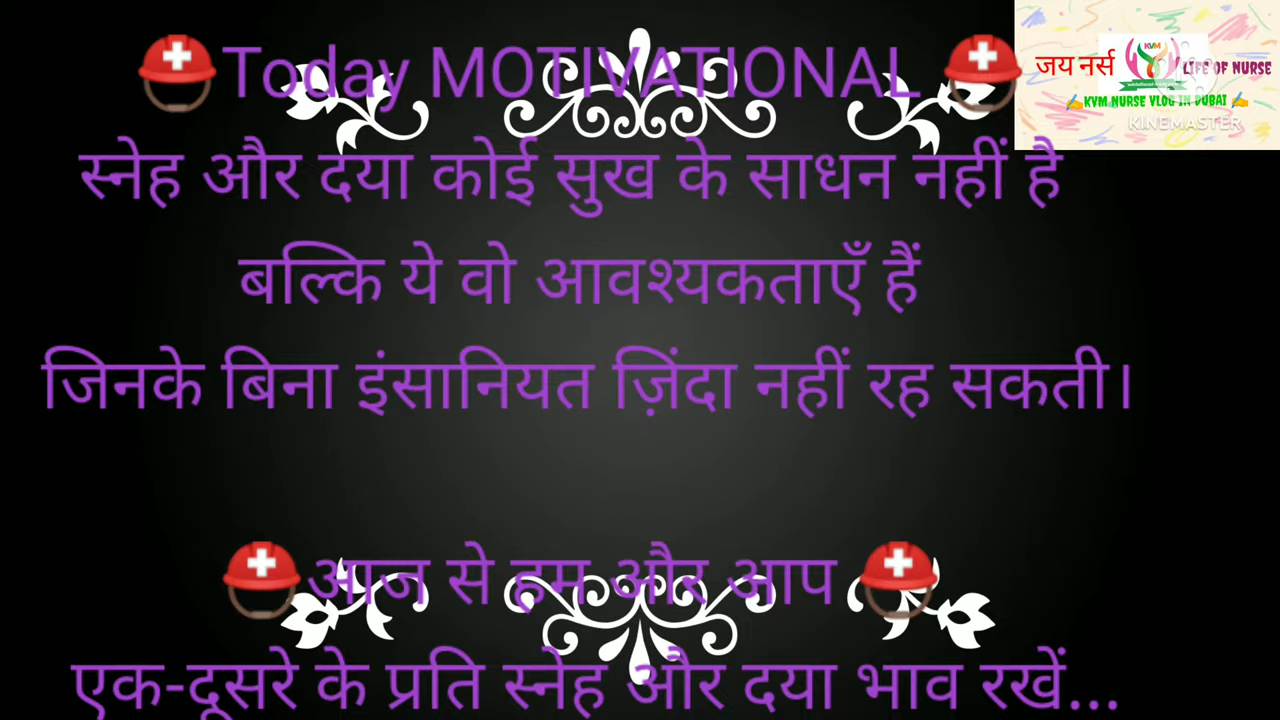 ⛑Today MOTIVATIONAL ⛑
स्नेह और दया कोई सुख के साधन नहीं है
बल्कि ये वो आवश्यकताएँ हैं
जिनके बिना इंसानियत ज़िंदा नहीं रह सकती।
⛑आज से हम और आप ⛑
एक-दूसरे के प्रति स्नेह और दया भाव रखें...
जय नर्स KVM LIFE OF NURSE
✍KVM NURSE VLOG IN DUBAI ✍
KINEMASTER